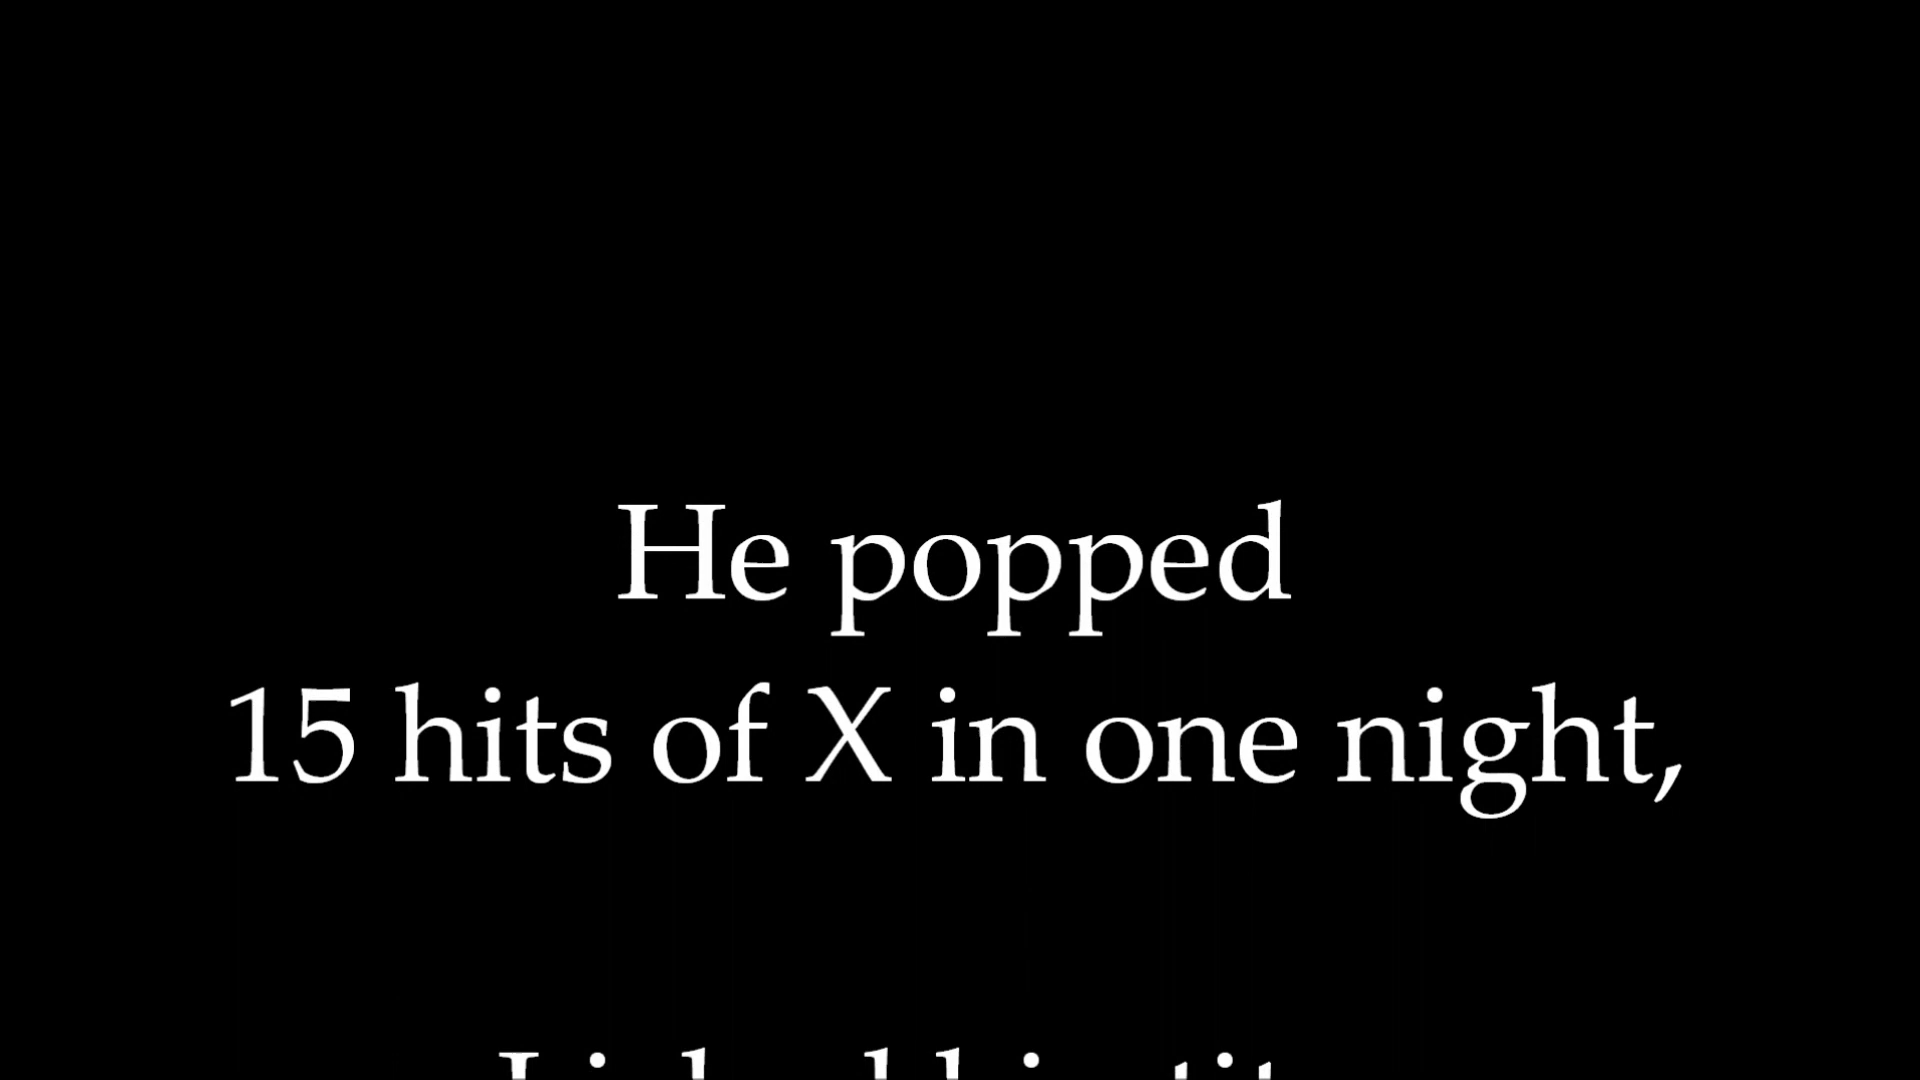 He popped
15 hits of X in one night,